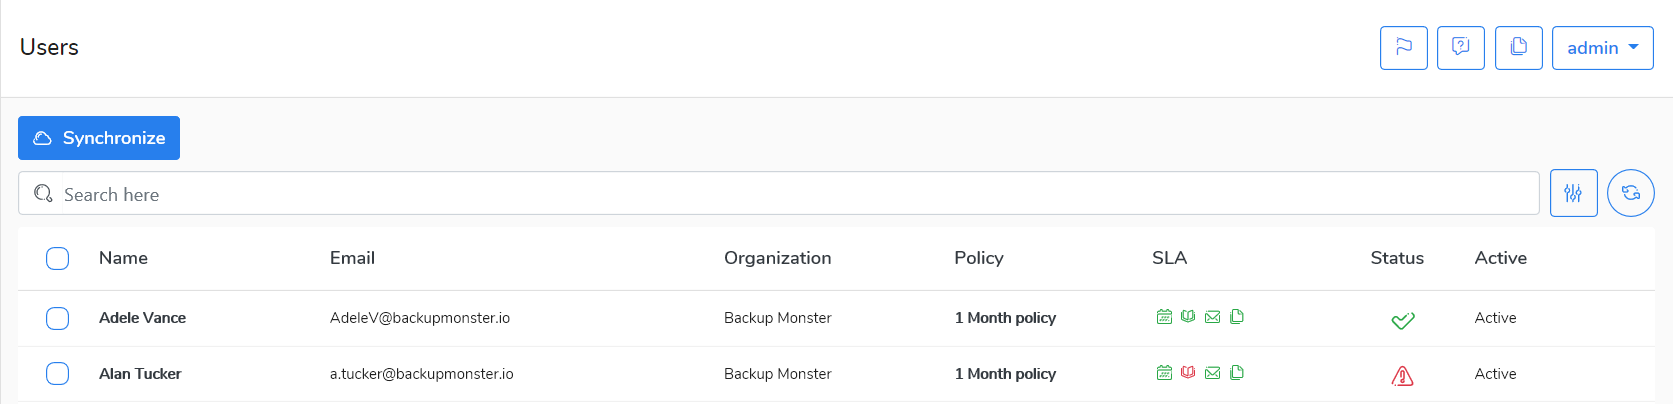 Users
admin
Synchronize
Search here
Name Email Organization Policy SLA Status Active
Adele Vance AdeleV@backupmonster.io Backup Monster 1 Month policy Active
Alan Tucker a.tucker@backupmonster.io Backup Monster 1 Month policy Active